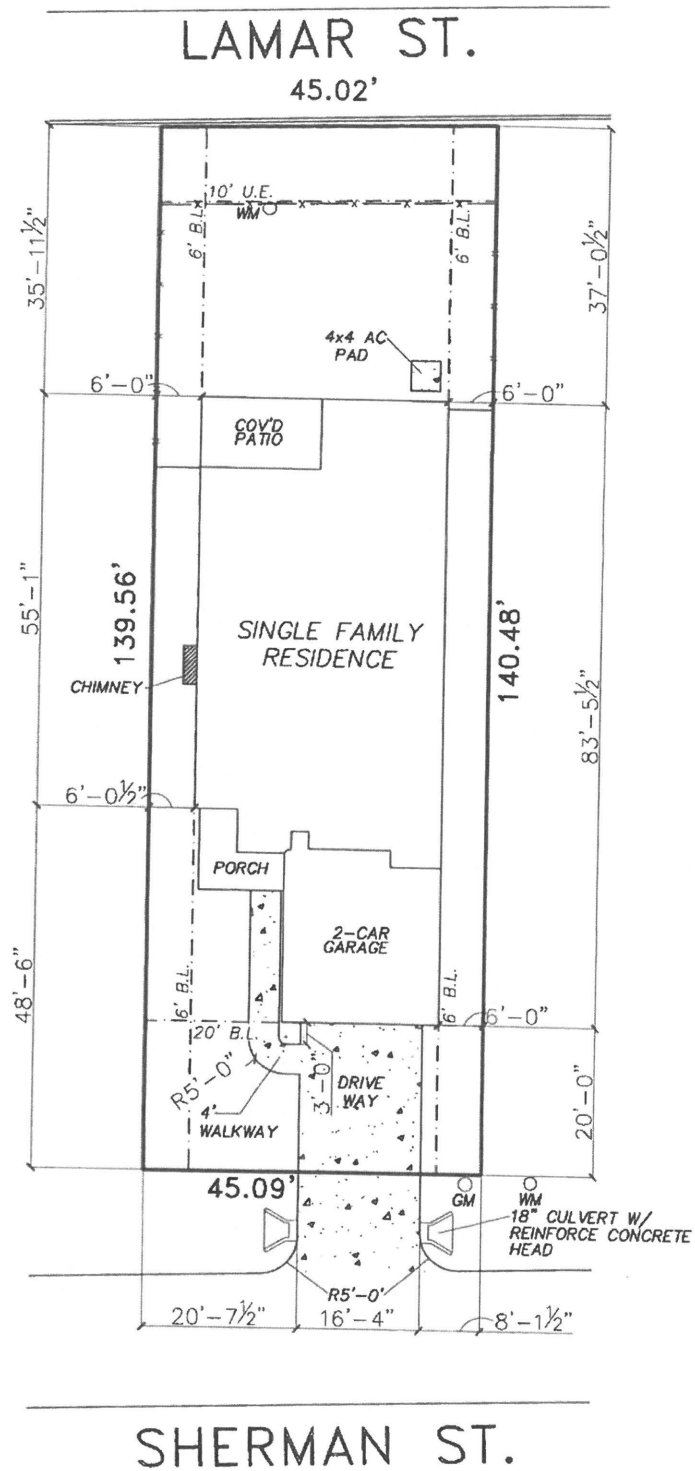 LAMAR ST.
45.02'
10' U.E.
WM
6' B.L.
6' B.L.
35'-11½"
37'-0½"
4x4 AC
PAD
6'-0"
6'-0"
COV'D
PATIO
55'-1"
139.56'
SINGLE FAMILY
RESIDENCE
140.48'
CHIMNEY
83'-5½"
6'-0½"
PORCH
2-CAR
GARAGE
48'-6"
6' B.L.
6' B.L.
20' B.L.
6'-0"
R5'-0"
3'-0"
DRIVE
WAY
4'
WALKWAY
20'-0"
45.09'
GM
WM
18" CULVERT W/
REINFORCE CONCRETE
HEAD
R5'-0'
20'-7½"
16'-4"
8'-1½"
SHERMAN ST.